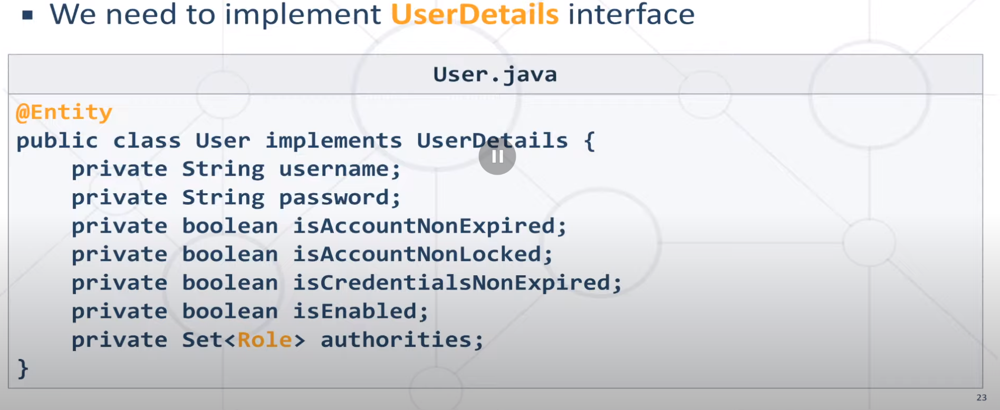 ▪ We need to implement UserDetails interface
User.java
@Entity
public class User implements UserDetails {
    private String username;
    private String password;
    private boolean isAccountNonExpired;
    private boolean isAccountNonLocked;
    private boolean isCredentialsNonExpired;
    private boolean isEnabled;
    private Set<Role> authorities;
}
23